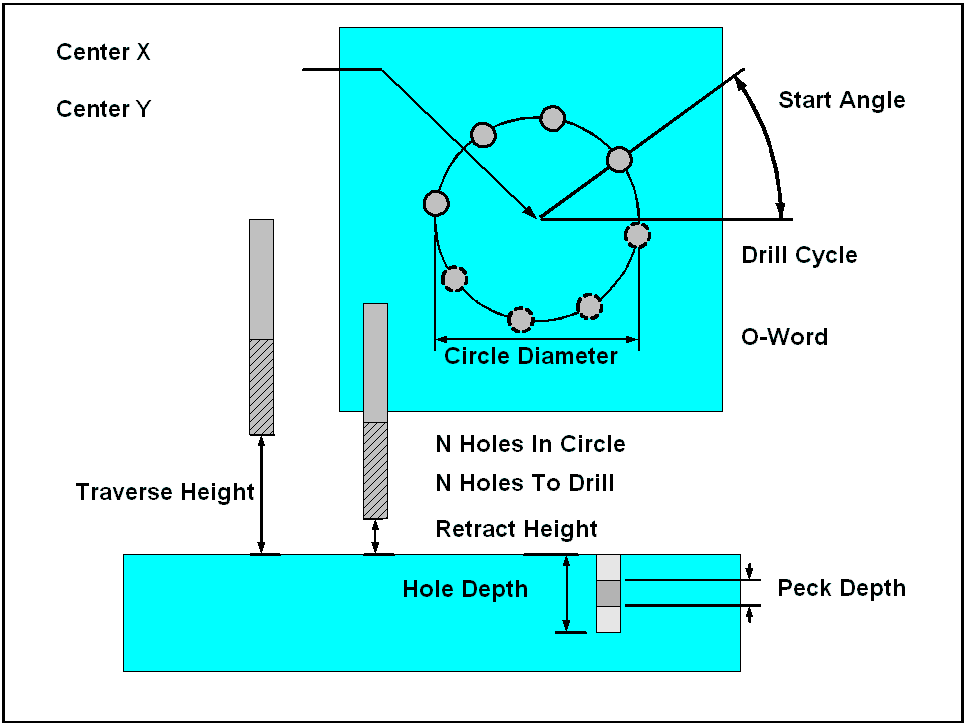 Center X
Center Y
Start Angle
Drill Cycle
O-Word
Circle Diameter
N Holes In Circle
N Holes To Drill
Traverse Height
Retract Height
Hole Depth
Peck Depth